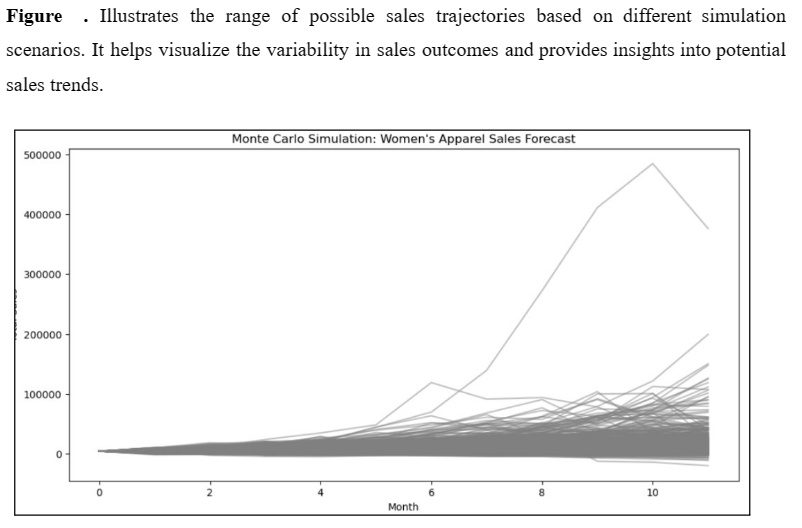 Figure . Illustrates the range of possible sales trajectories based on different simulation
scenarios. It helps visualize the variability in sales outcomes and provides insights into potential
sales trends.
Monte Carlo Simulation: Women's Apparel Sales Forecast
500000
400000
300000
200000
100000
0
0 2 4 6 8 10
Month